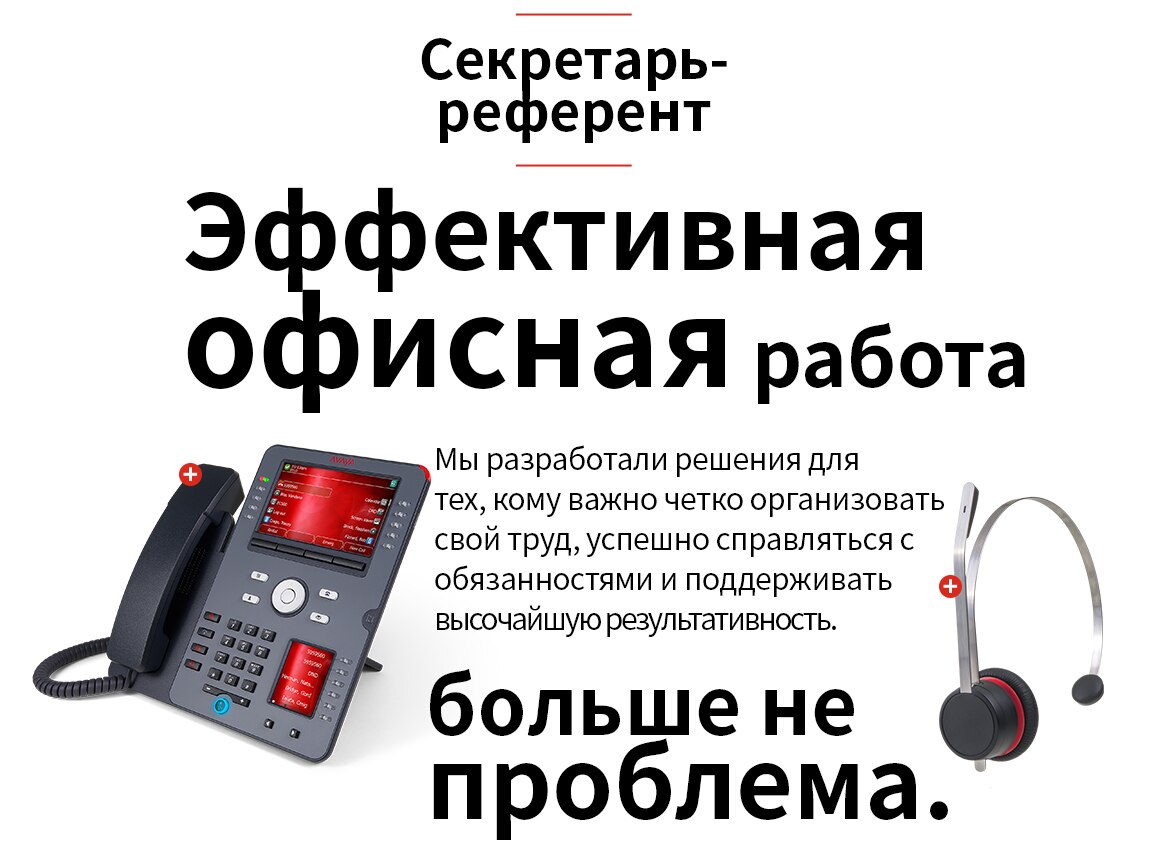 Секретарь-
референт
Эффективная
офисная работа
AVAYA
Мы разработали решения для
тех, кому важно четко организовать
свой труд, успешно справляться с
обязанностями и поддерживать
высочайшую результативность.
больше не
проблема.